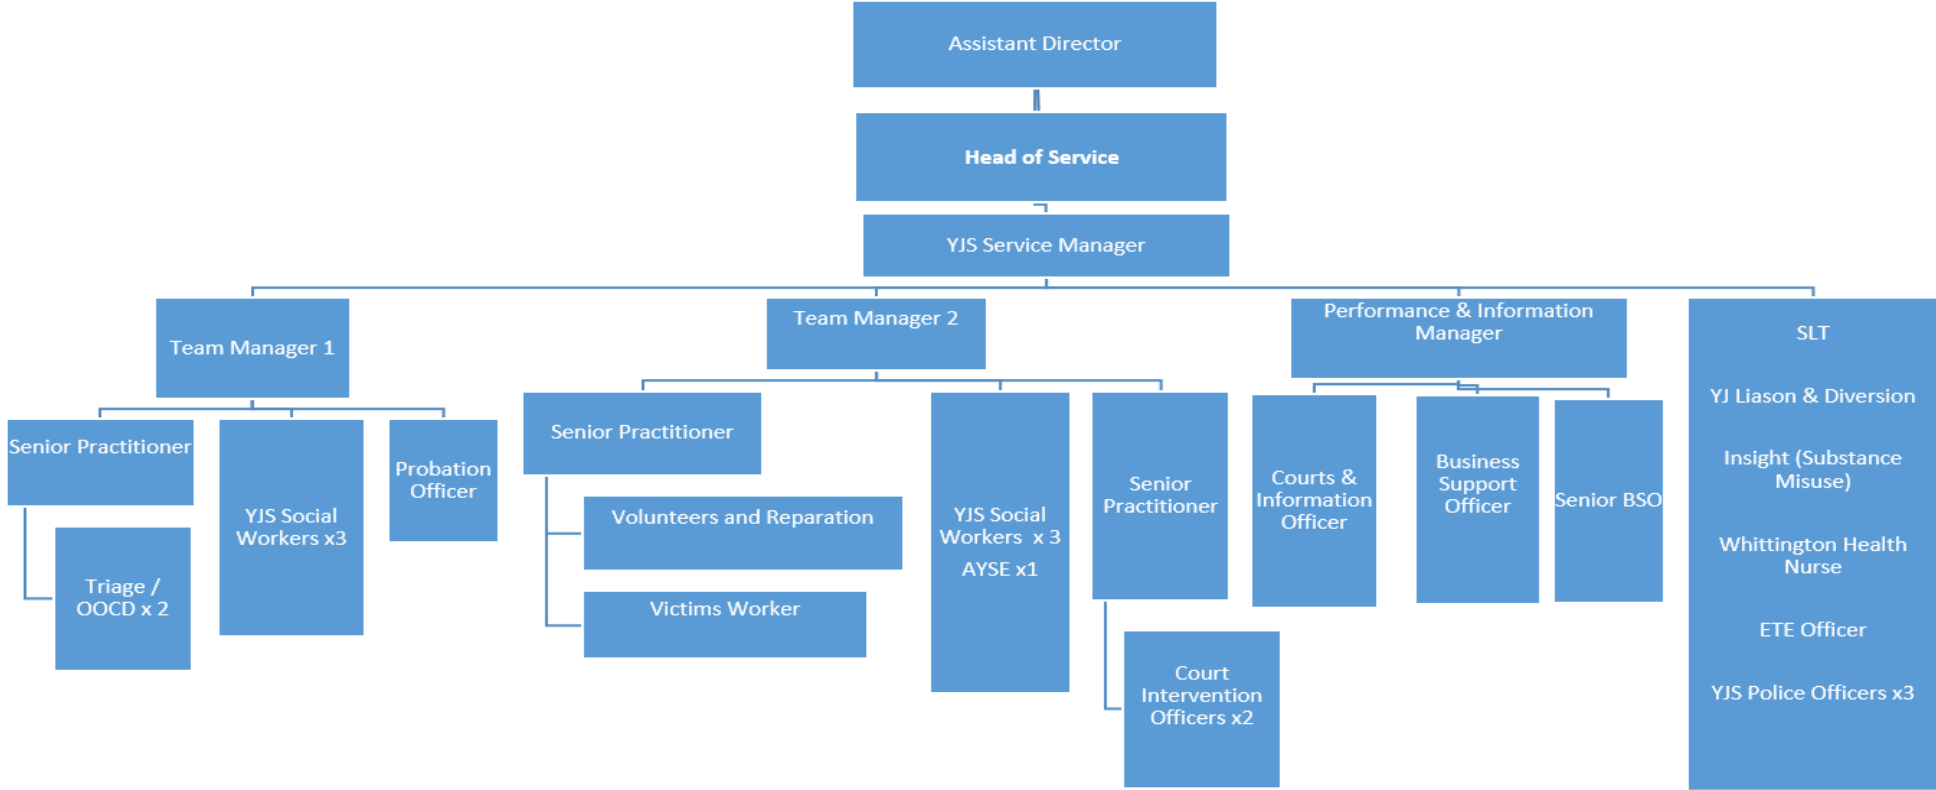 Assistant Director
Head of Service
YJS Service Manager
Team Manager 1
Team Manager 2
Performance & Information
Manager
SLT
YJ Liason & Diversion
Insight (Substance
Misuse)
Whittington Health
Nurse
ETE Officer
YJS Police Officers x3
Senior Practitioner
Triage /
OOCD x 2
YJS Social
Workers x3
Probation
Officer
Senior Practitioner
Volunteers and Reparation
Victims Worker
YJS Social
Workers  x 3
AYSE x1
Senior
Practitioner
Court
Intervention
Officers x2
Courts &
Information
Officer
Business
Support
Officer
Senior BSO